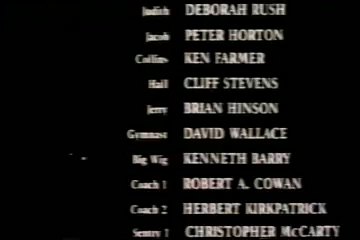 Judith DEBORAH RUSH
Jacob PETER HORTON
Collins KEN FARMER
Hall CLIFF STEVENS
Jerry BRIAN HINSON
Gymnast DAVID WALLACE
Big Wig KENNETH BARRY
Coach 1 ROBERT A. COWAN
Coach 2 HERBERT KIRKPATRICK
Sentry 1 CHRISTOPHER McCARTY